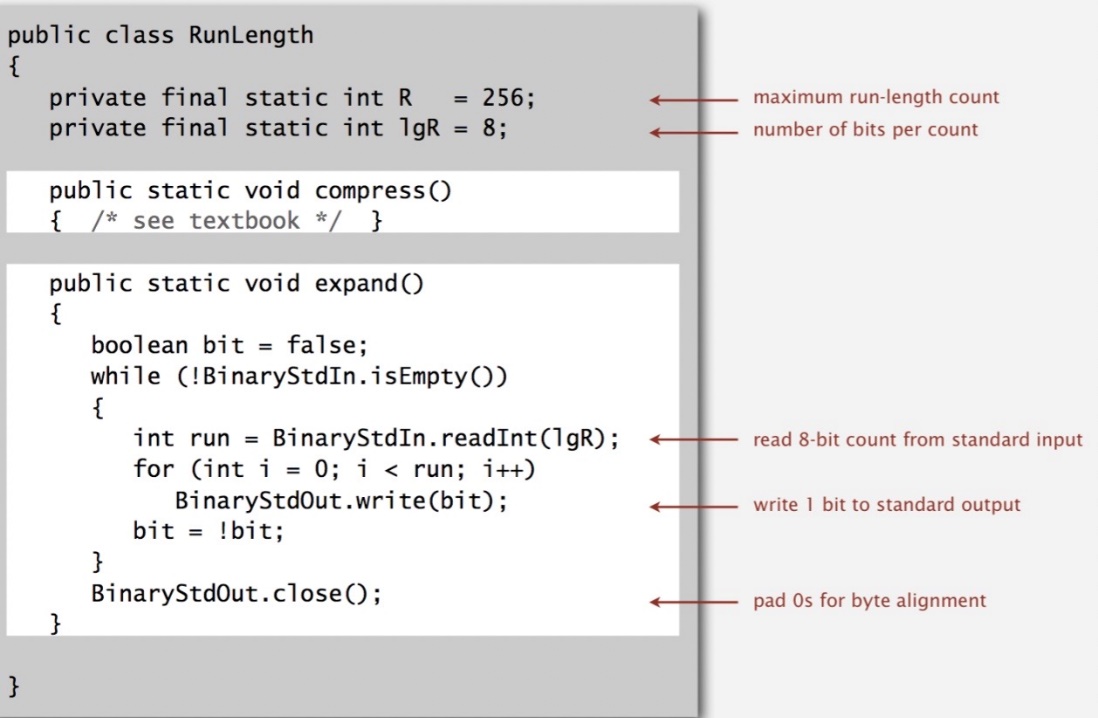 public class RunLength
{
private final static int R = 256;
maximum run-length count
private final static int lgR = 8;
number of bits per count
public static void compress()
{ /* see textbook */ }
public static void expand()
{
boolean bit = false;
while (!BinaryStdIn.isEmpty())
{
int run = BinaryStdIn.readInt(lgR);
read 8-bit count from standard input
for (int i = 0; i < run; i++)
BinaryStdOut.write(bit);
write 1 bit to standard output
bit = !bit;
}
BinaryStdOut.close();
pad 0s for byte alignment
}
}